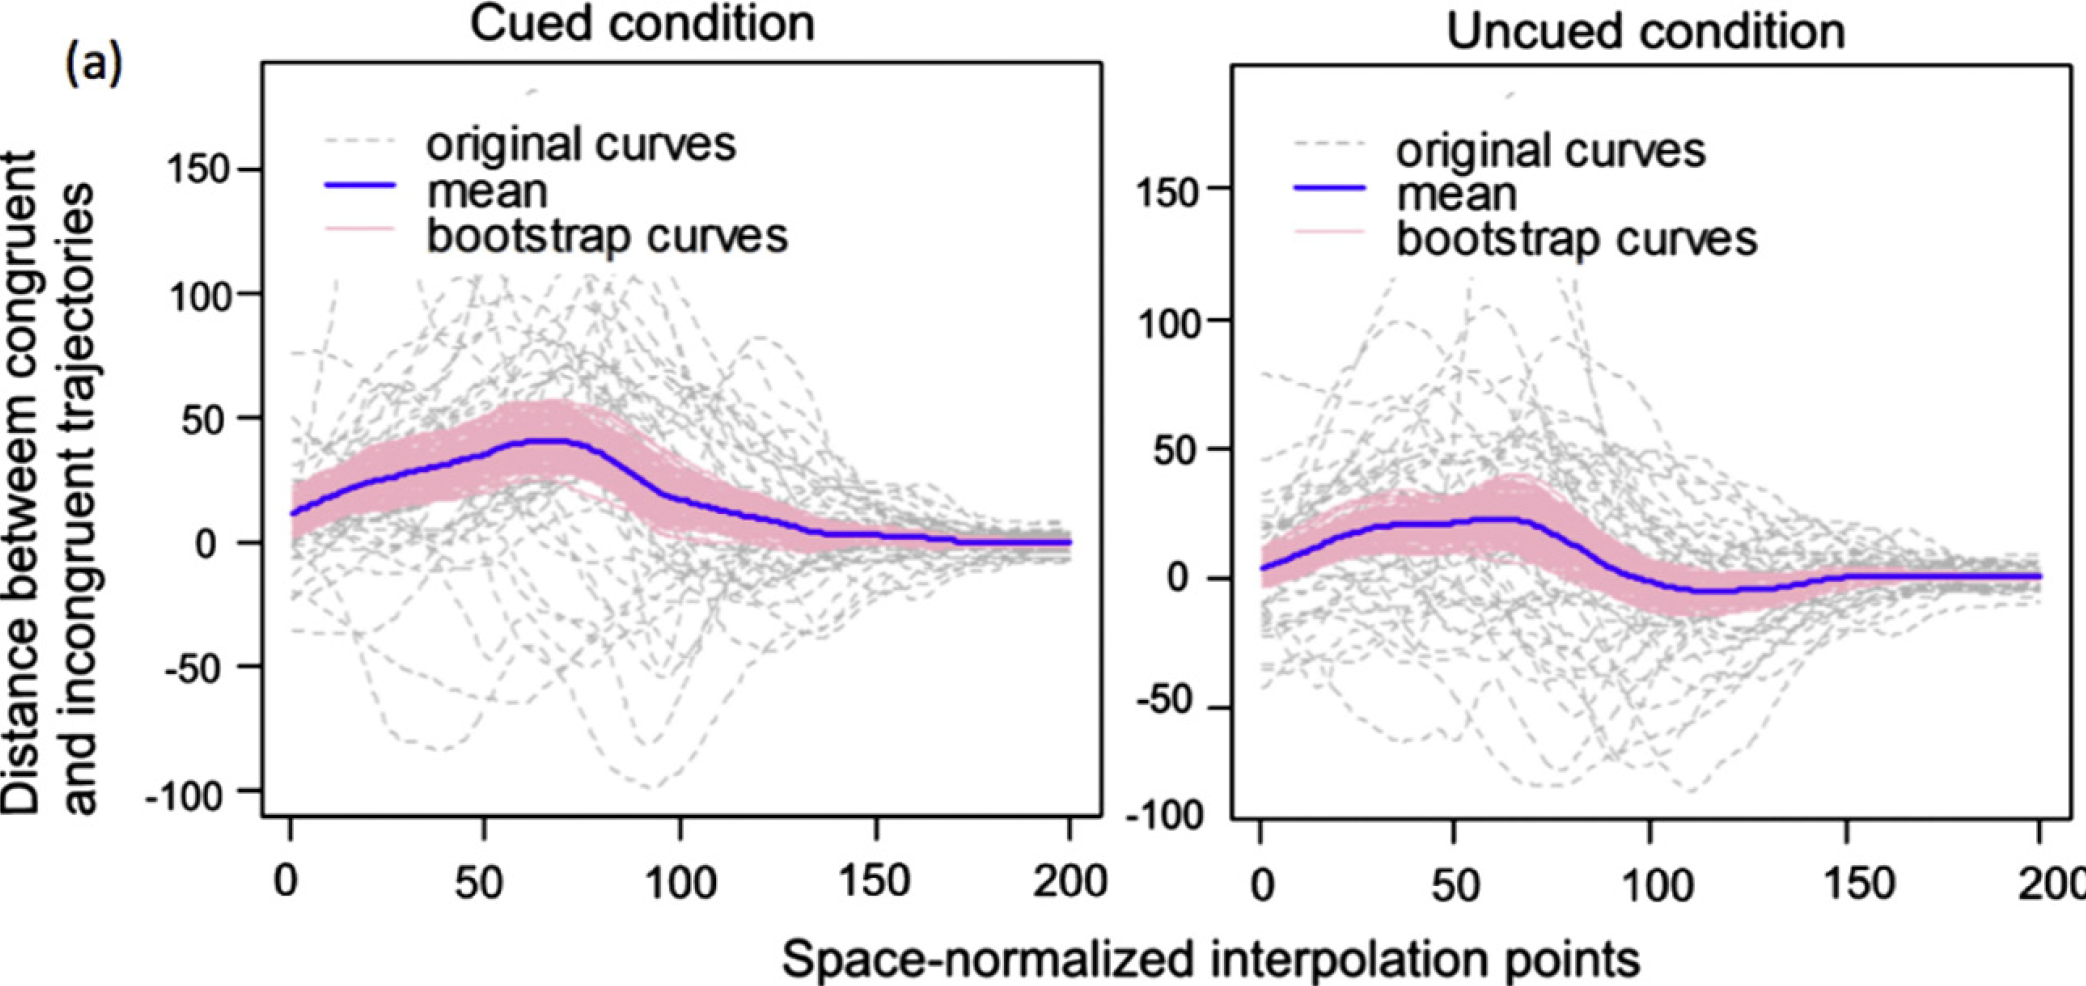 (a)
Cued condition
Uncued condition
Distance betweem congruent
and incongruent trajectories
original curves
mean
bootstrap curves
150
100
50
0
-50
-100
0
50
100
150
200
original curves
mean
bootstrap curves
150
100
50
0
-50
-100
0
50
100
150
200
Space-normalized interpolation points